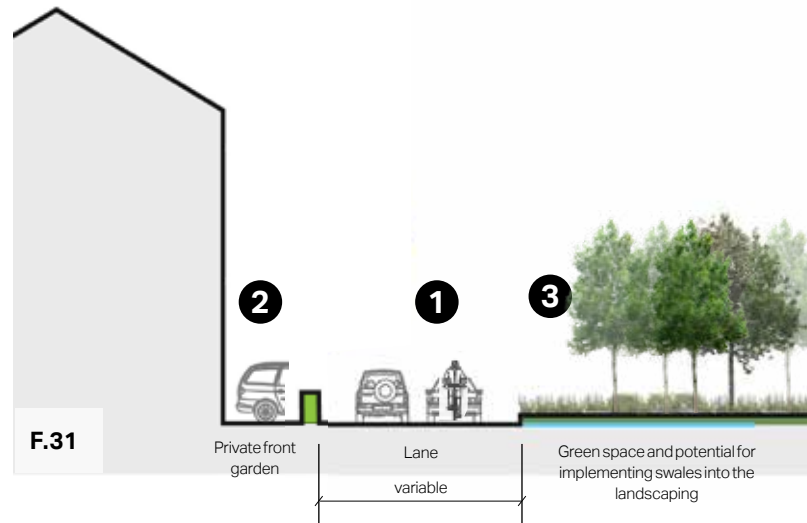 2
1
3
F.31
Private front
garden
Lane
variable
Green space and potential for
implementing swales into the
landscaping